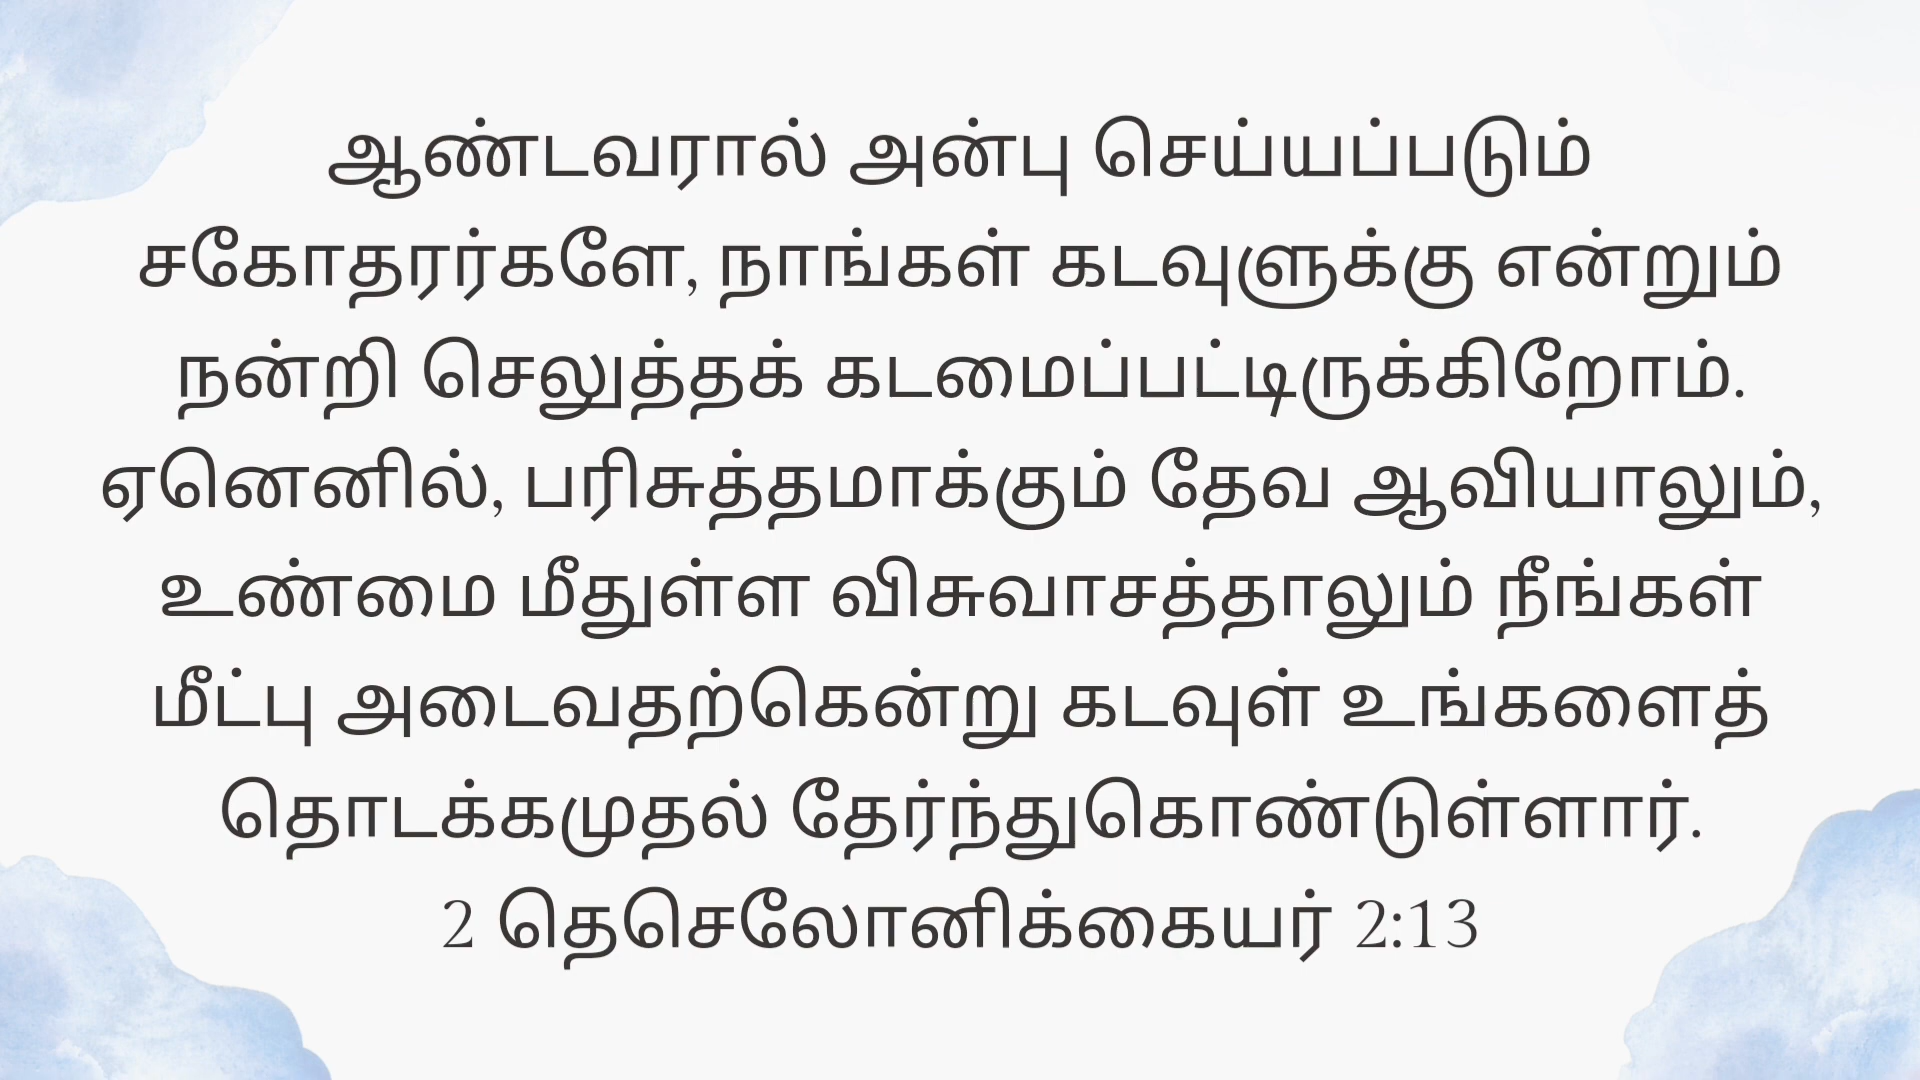 ஆண்டவரால் அன்பு செய்யப்படும்
சகோதரர்களே, நாங்கள் கடவுளுக்கு என்றும்
நன்றி செலுத்தக் கடமைப்பட்டிருக்கிறோம்.
ஏனெனில், பரிசுத்தமாக்கும் தேவ ஆவியாலும்,
உண்மை மீதுள்ள விசுவாசத்தாலும் நீங்கள்
மீட்பு அடைவதற்கென்று கடவுள் உங்களைத்
தொடக்கமுதல் தேர்ந்துகொண்டுள்ளார்.
2 தெசெலோனிக்கையர் 2:13